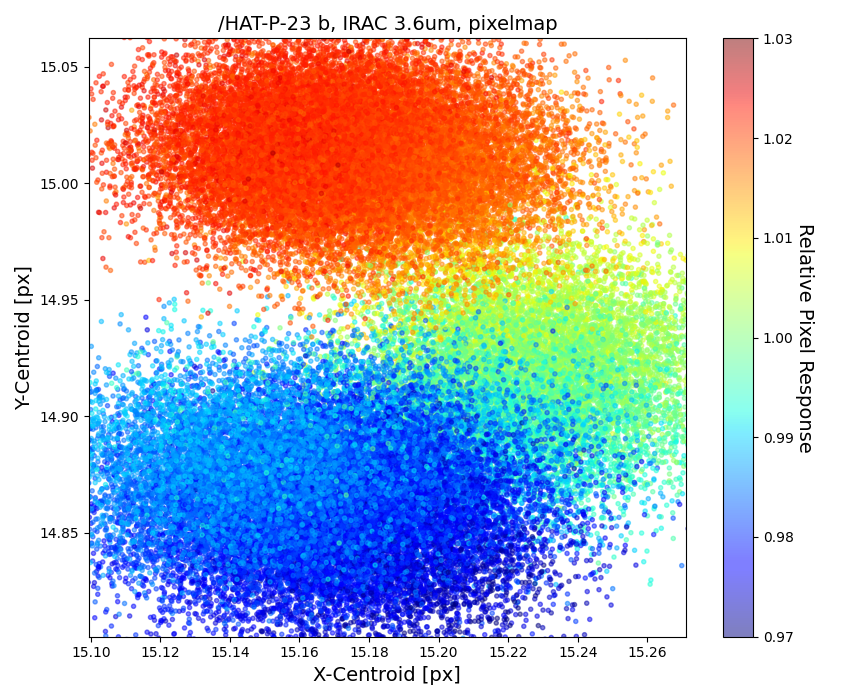 /HAT-P-23 b, IRAC 3.6um, pixelmap
15.05
15.00
14.95
14.90
14.85
Y-Centroid [px]
15.10 15.12 15.14 15.16 15.18 15.20 15.22 15.24 15.26
X-Centroid [px]
1.03
1.02
1.01
1.00
0.99
0.98
0.97
Relative Pixel Response